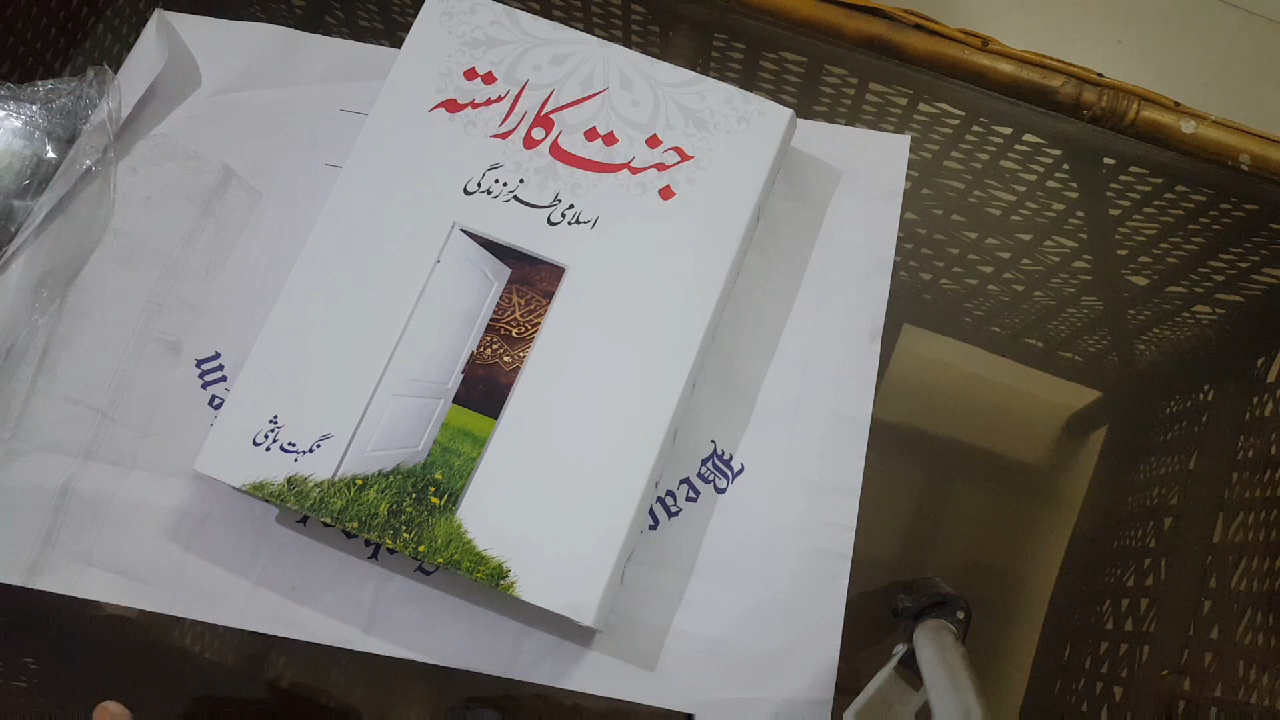 جنت کا راستہ
اسلامی طرز زندگی
نگہت ہاشمی